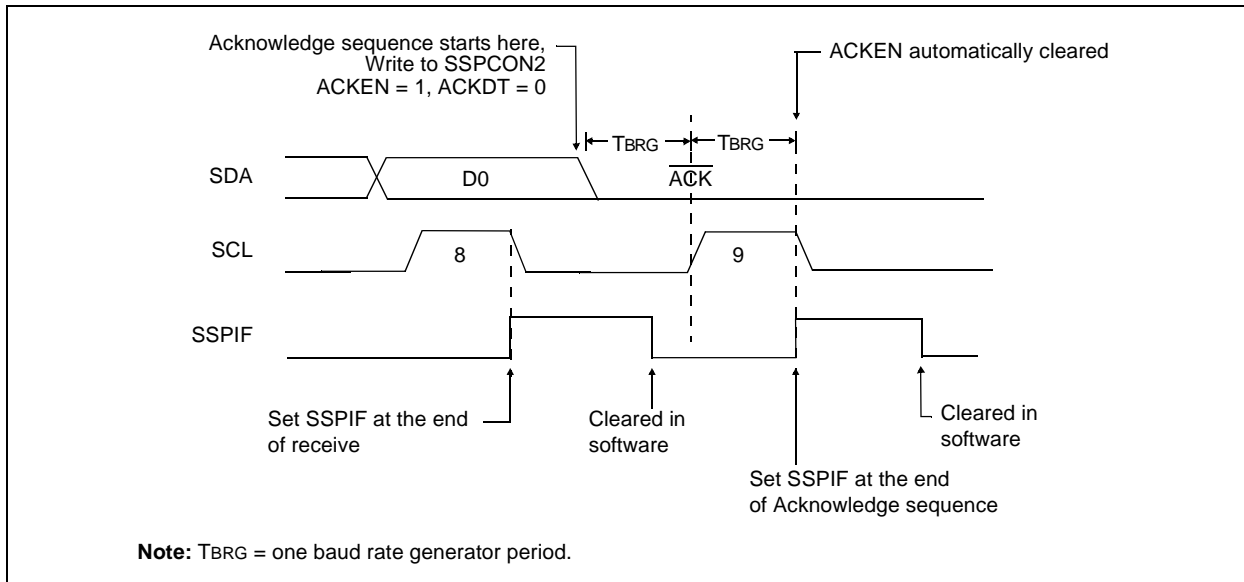 Acknowledge sequence starts here,
Write to SSPCON2
ACKEN = 1, ACKDT = 0
ACKEN automatically cleared
TBRG
TBRG
SDA
D0
ACK
SCL
8
9
SSPIF
Set SSPIF at the end
of receive
Cleared in
software
Set SSPIF at the end
of Acknowledge sequence
Cleared in
software
Note: TBRG = one baud rate generator period.